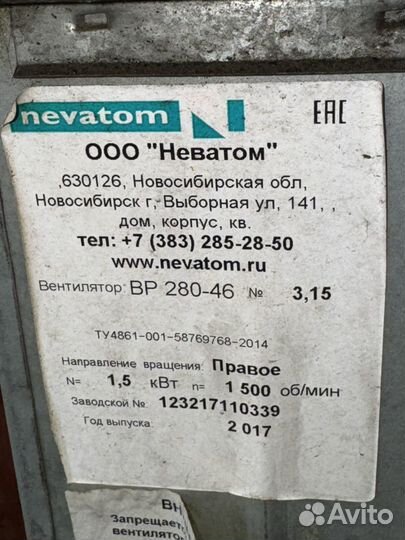 nevatom
EAC
ООО "Неватом"
,630126, Новосибирская обл,
Новосибирск г, Выборная ул, 141, ,
дом, корпус, кв.
тел: +7 (383) 285-28-50
www.nevatom.ru
Вентилятор: ВР 280-46 № 3,15
ТУ4861-001-58769768-2014
Направление вращения: Правое
N= 1,5 кВт n= 1 500 об/мин
Заводской № 123217110339
Год выпуска: 2 017
ВН
Запрещает
вентилято
Avito